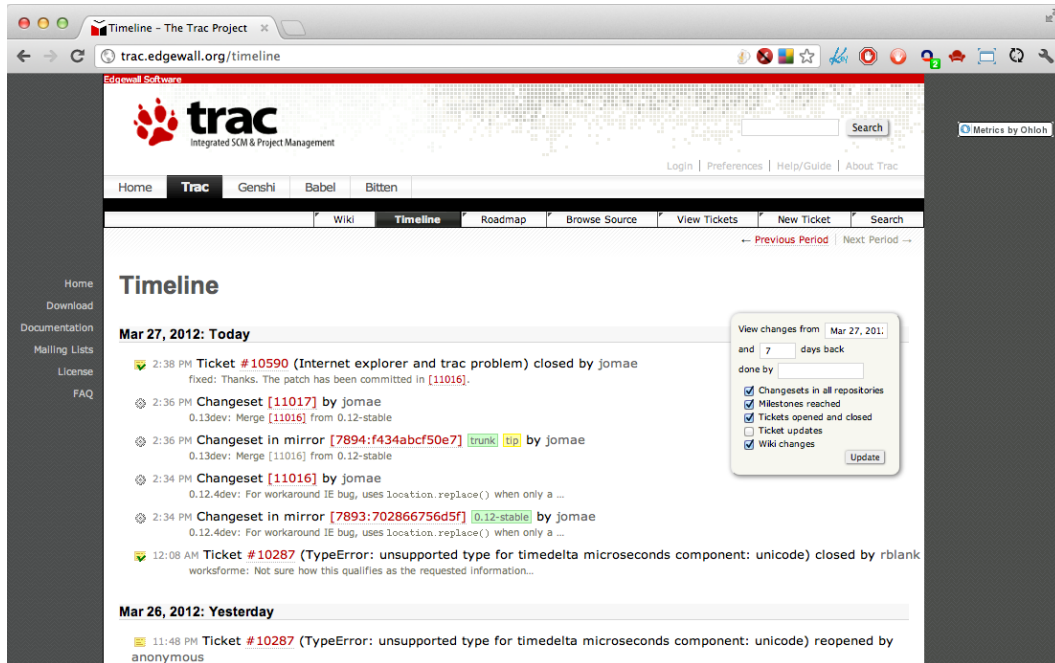 Timeline - The Trac Project
trac.edgewall.org/timeline
2
Edgewall Software
trac
Integrated SCM & Project Management
Search
Metrics by Ohloh
Login | Preferences | Help/Guide | About Trac
Home Trac Genshi Babel Bitten
Wiki Timeline Roadmap Browse Source View Tickets New Ticket Search
← Previous Period | Next Period →
Home
Download
Documentation
Mailing Lists
License
FAQ
Timeline
Mar 27, 2012: Today
2:38 PM Ticket #10590 (Internet explorer and trac problem) closed by jomae
fixed: Thanks. The patch has been committed in [11016].
2:36 PM Changeset [11017] by jomae
0.13dev: Merge [11016] from 0.12-stable
2:36 PM Changeset in mirror [7894:f434abcf50e7] trunk tip by jomae
0.13dev: Merge [11016] from 0.12-stable
2:34 PM Changeset [11016] by jomae
0.12.4dev: For workaround IE bug, uses location.replace() when only a ...
2:34 PM Changeset in mirror [7893:702866756d5f] 0.12-stable by jomae
0.12.4dev: For workaround IE bug, uses location.replace() when only a ...
12:08 AM Ticket #10287 (TypeError: unsupported type for timedelta microseconds component: unicode) closed by rblank
worksforme: Not sure how this qualifies as the requested information...
View changes from Mar 27, 201
and 7 days back
done by
Changesets in all repositories
Milestones reached
Tickets opened and closed
Ticket updates
Wiki changes
Update
Mar 26, 2012: Yesterday
11:48 PM Ticket #10287 (TypeError: unsupported type for timedelta microseconds component: unicode) reopened by
anonymous